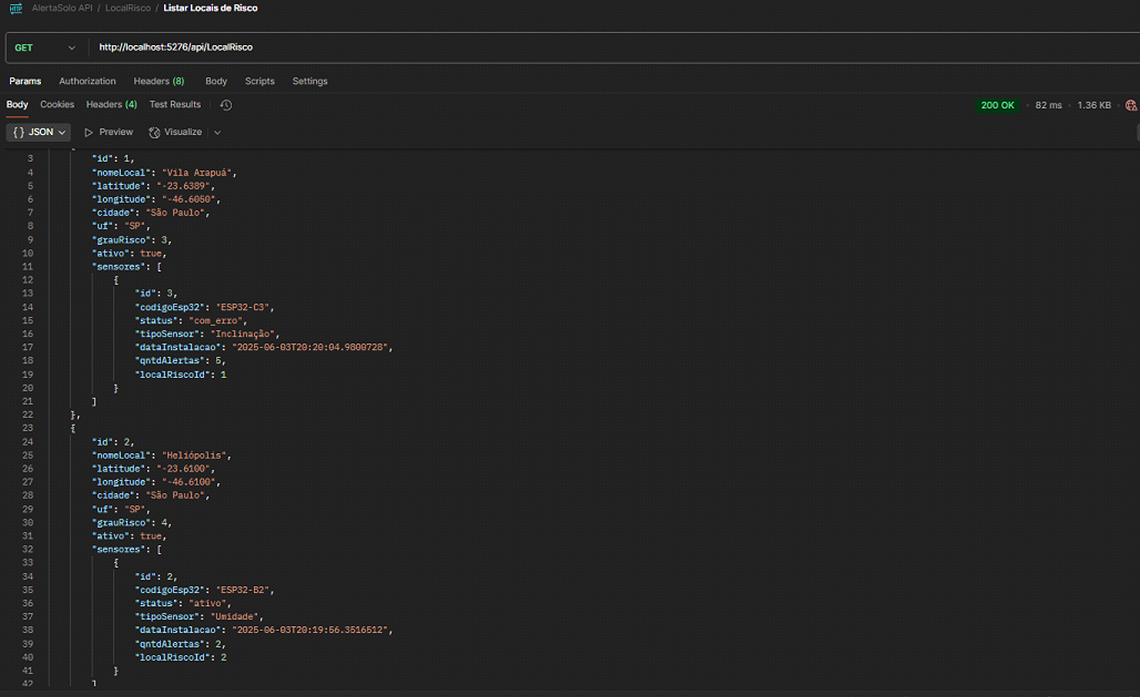 HTTP AlertaSolo API / LocalRisco / Listar Locais de Risco
GET http://localhost:5276/api/LocalRisco
Params Authorization Headers (8) Body Scripts Settings
Body Cookies Headers (4) Test Results 200 OK • 82 ms • 1.36 KB •
{ } JSON Preview Visualize
3 "id": 1,
4 "nomeLocal": "Vila Arapuá",
5 "latitude": "-23.6389",
6 "longitude": "-46.6050",
7 "cidade": "São Paulo",
8 "uf": "SP",
9 "grauRisco": 3,
10 "ativo": true,
11 "sensores": [
12 {
13 "id": 3,
14 "codigoEsp32": "ESP32-C3",
15 "status": "com_erro",
16 "tipoSensor": "Inclinação",
17 "dataInstalacao": "2025-06-03T20:20:04.9800728",
18 "qntdAlertas": 5,
19 "localRiscoId": 1
20 }
21 ]
22 },
23 {
24 "id": 2,
25 "nomeLocal": "Heliópolis",
26 "latitude": "-23.6100",
27 "longitude": "-46.6100",
28 "cidade": "São Paulo",
29 "uf": "SP",
30 "grauRisco": 4,
31 "ativo": true,
32 "sensores": [
33 {
34 "id": 2,
35 "codigoEsp32": "ESP32-B2",
36 "status": "ativo",
37 "tipoSensor": "Umidade",
38 "dataInstalacao": "2025-06-03T20:19:56.3516512",
39 "qntdAlertas": 2,
40 "localRiscoId": 2
41 }
42 ]